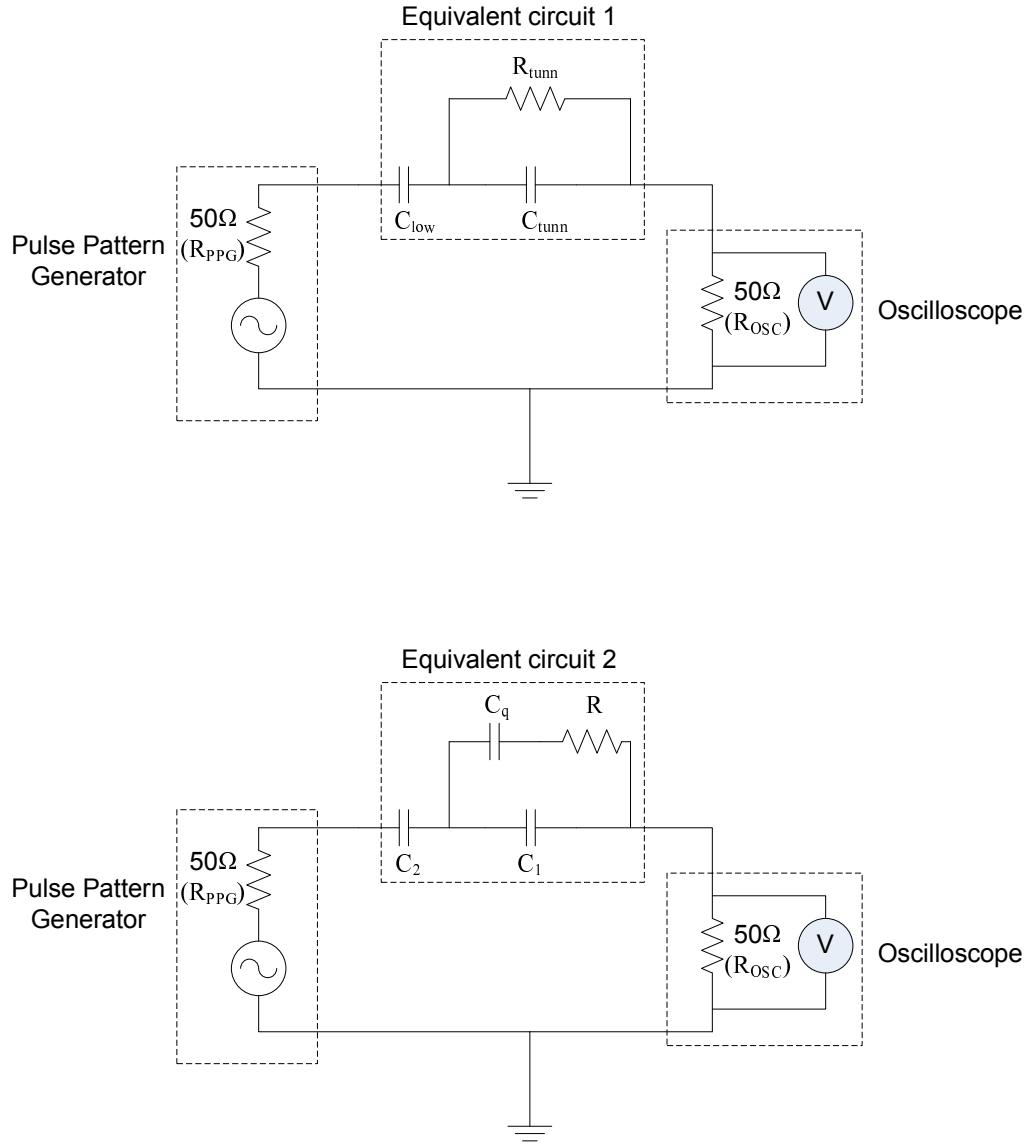 Equivalent circuit 1
R_tunn
C_low
C_tunn
50Ω
(R_PPG)
Pulse Pattern
Generator
50Ω
(R_OSC)
V
Oscilloscope
Equivalent circuit 2
C_q
R
C_2
C_1
50Ω
(R_PPG)
Pulse Pattern
Generator
50Ω
(R_OSC)
V
Oscilloscope